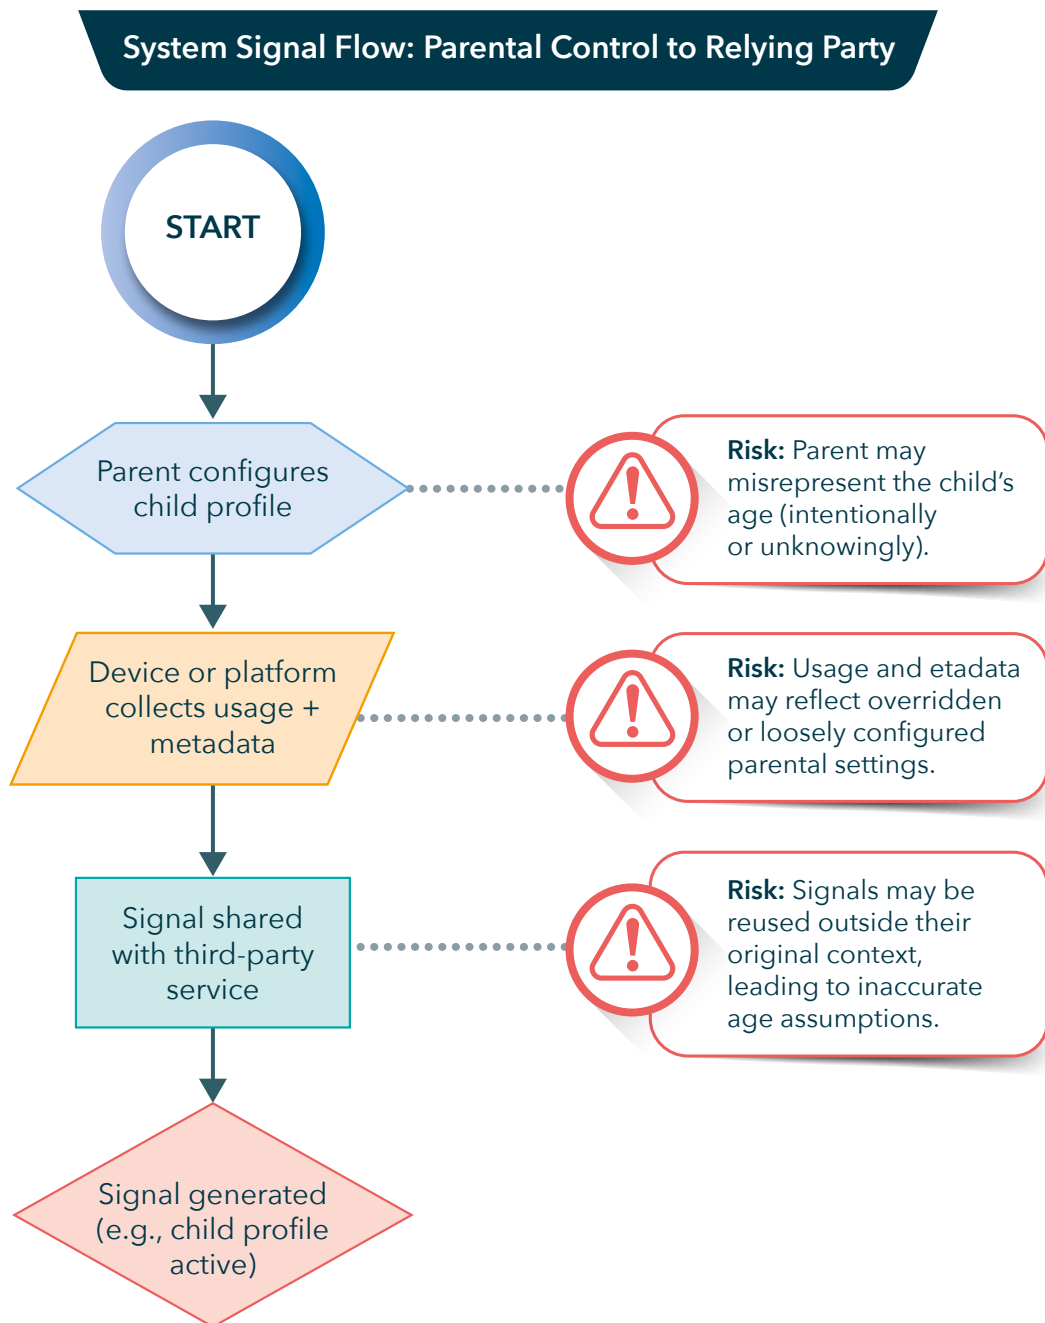 System Signal Flow: Parental Control to Relying Party
START
Parent configures
child profile
Risk: Parent may
misrepresent the child’s
age (intentionally
or unknowingly).
Device or platform
collects usage +
metadata
Risk: Usage and etadata
may reflect overridden
or loosely configured
parental settings.
Signal shared
with third-party
service
Risk: Signals may be
reused outside their
original context,
leading to inaccurate
age assumptions.
Signal generated
(e.g., child profile
active)